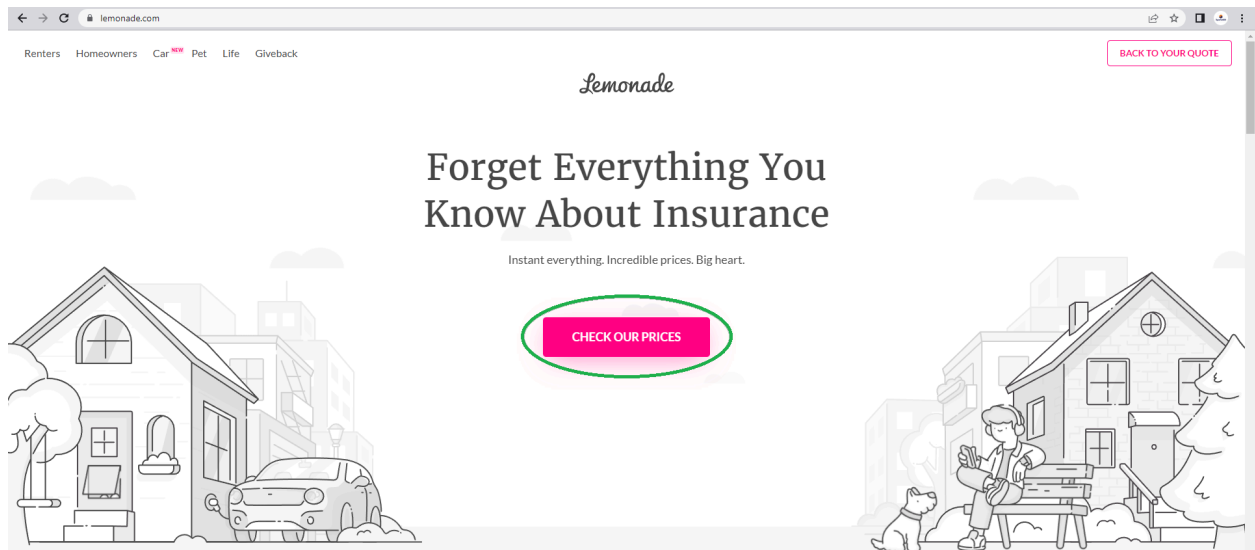 lemonade.com
Renters Homeowners Car NEW Pet Life Giveback
BACK TO YOUR QUOTE
Lemonade
Forget Everything You
Know About Insurance
Instant everything. Incredible prices. Big heart.
CHECK OUR PRICES